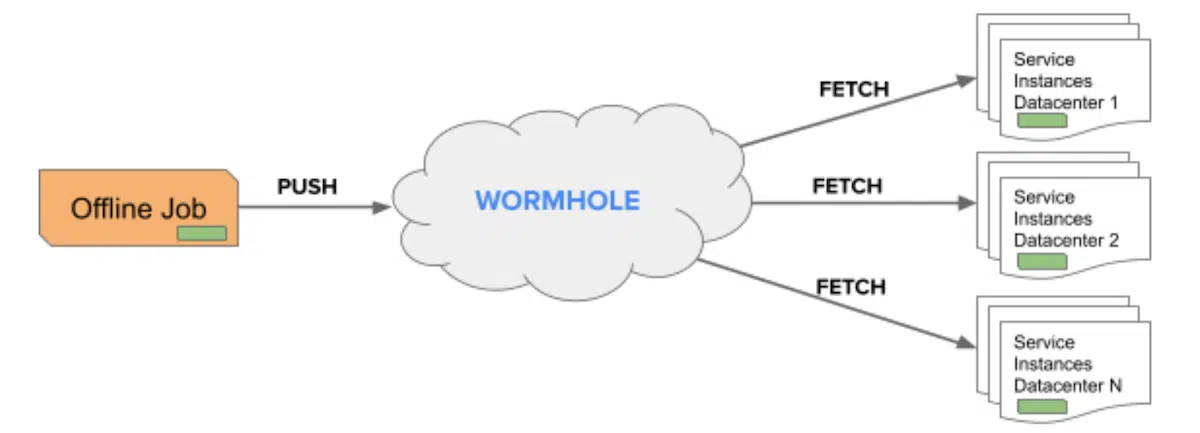 Offline Job
PUSH
WORMHOLE
FETCH
Service
Instances
Datacenter 1
FETCH
Service
Instances
Datacenter 2
FETCH
Service
Instances
Datacenter N